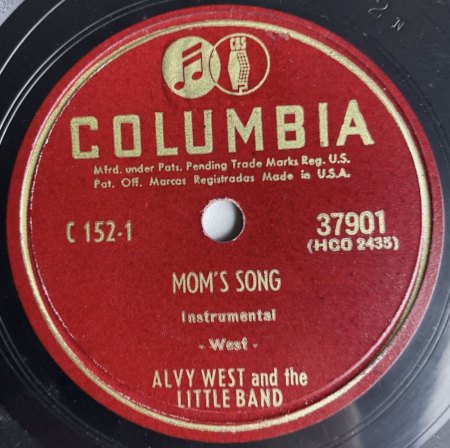 CBS
COLUMBIA
Mfrd. under Pats. Pending Trade Marks Reg. U.S.
Pat. Off. Marcas Registradas Made in U.S.A.
C 152-1
37901
(HCO 2435)
MOM'S SONG
Instrumental
- West -
ALVY WEST and the
LITTLE BAND